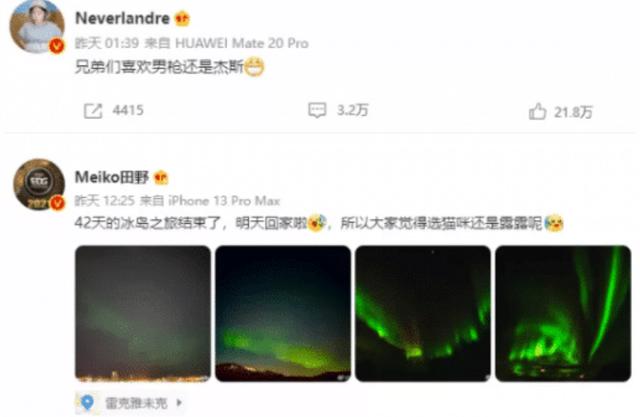 Neverlandre
昨天 01:39 来自 HUAWEI Mate 20 Pro
兄弟们喜欢男枪还是杰斯
4415 3.2万 21.8万
Meiko田野
昨天 12:25 来自 iPhone 13 Pro Max
42天的冰岛之旅结束了，明天回家啦，所以大家觉得选猫咪还是露露呢
雷克雅未克
EDG
2021